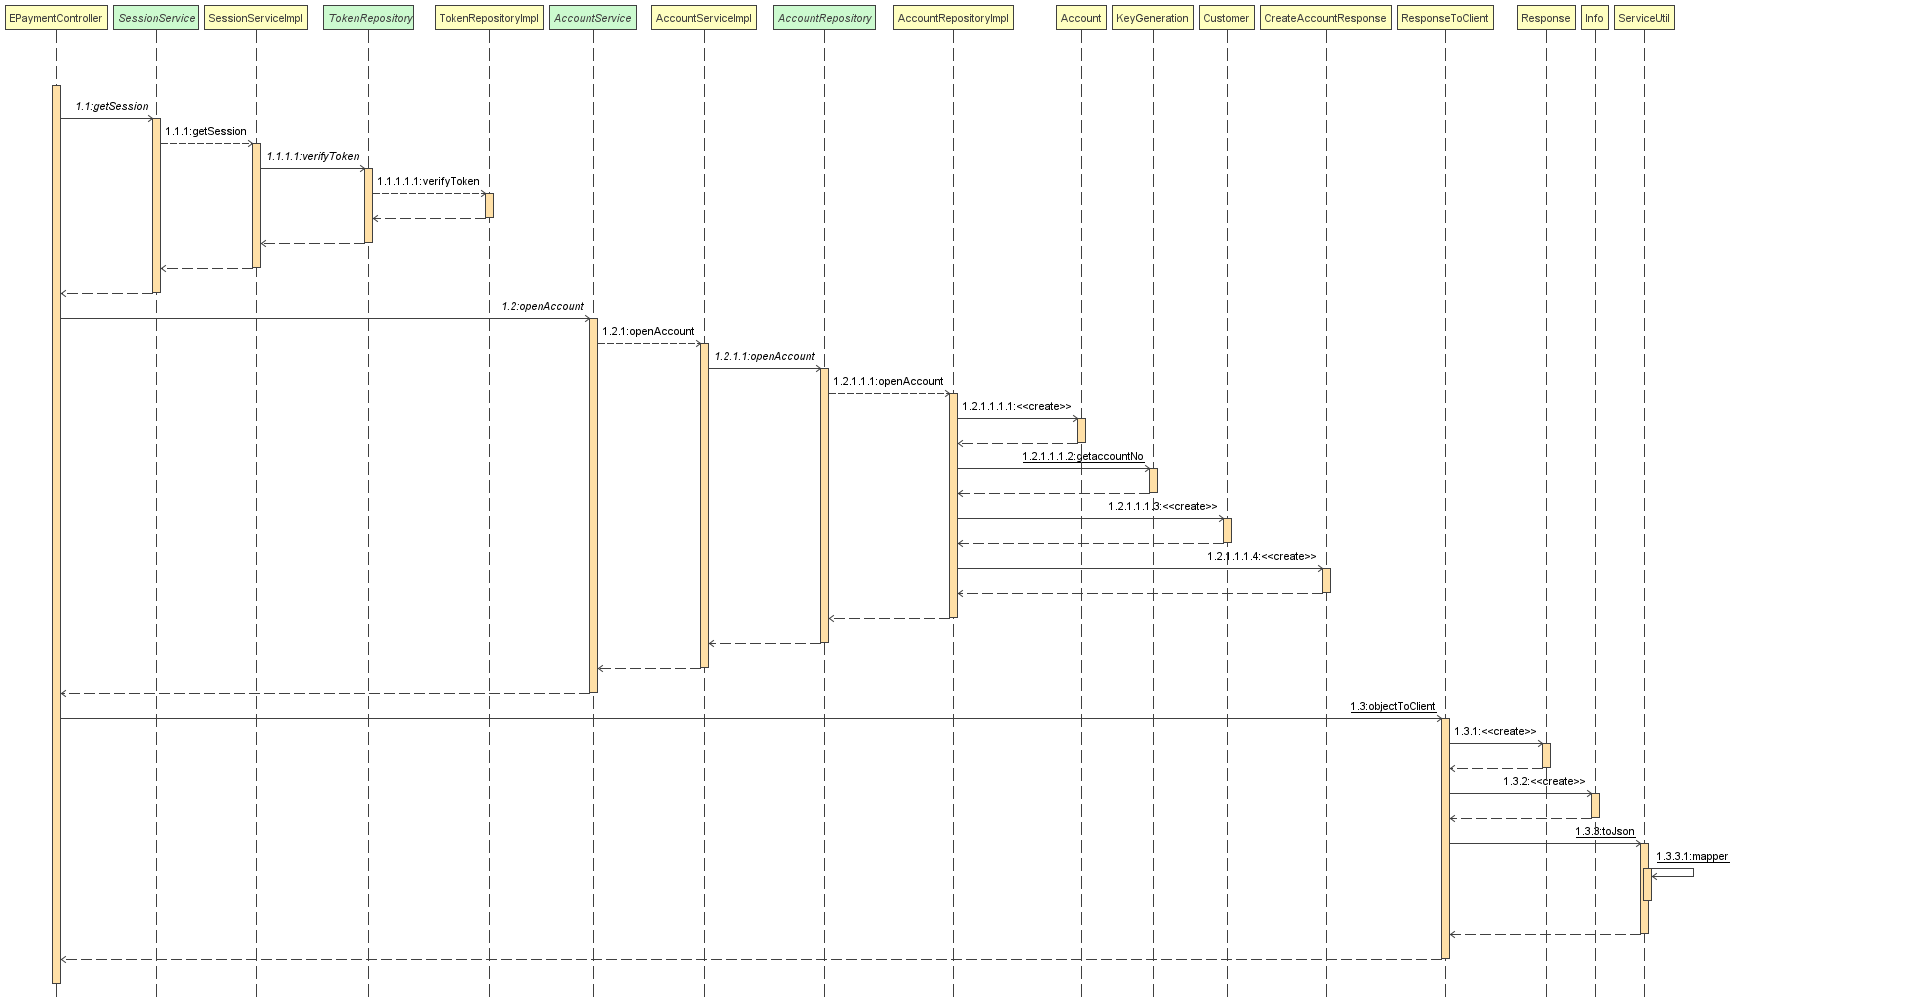 EPaymentController SessionService SessionServiceImpl TokenRepository TokenRepositoryImpl AccountService AccountServiceImpl AccountRepository AccountRepositoryImpl Account KeyGeneration Customer CreateAccountResponse ResponseToClient Response Info ServiceUtil
1.1:getSession
1.1.1:getSession
1.1.1.1:verifyToken
1.1.1.1.1:verifyToken
1.2:openAccount
1.2.1:openAccount
1.2.1.1:openAccount
1.2.1.1.1:openAccount
1.2.1.1.1.1:<<create>>
1.2.1.1.1.2:getaccountNo
1.2.1.1.1.3:<<create>>
1.2.1.1.1.4:<<create>>
1.3:objectToClient
1.3.1:<<create>>
1.3.2:<<create>>
1.3.3:toJson
1.3.3.1:mapper